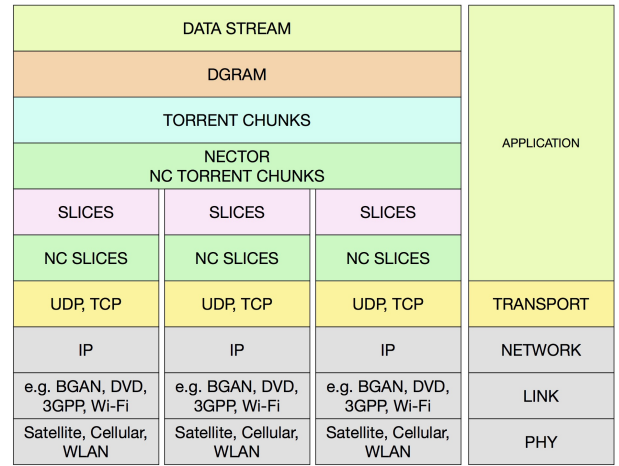 DATA STREAM
DGRAM
TORRENT CHUNKS
APPLICATION
NECTOR
NC TORRENT CHUNKS
SLICES SLICES SLICES
NC SLICES NC SLICES NC SLICES
UDP, TCP UDP, TCP UDP, TCP TRANSPORT
IP IP IP NETWORK
e.g. BGAN, DVD, e.g. BGAN, DVD, e.g. BGAN, DVD,
3GPP, Wi-Fi 3GPP, Wi-Fi 3GPP, Wi-Fi LINK
Satellite, Cellular, Satellite, Cellular, Satellite, Cellular,
WLAN WLAN WLAN PHY